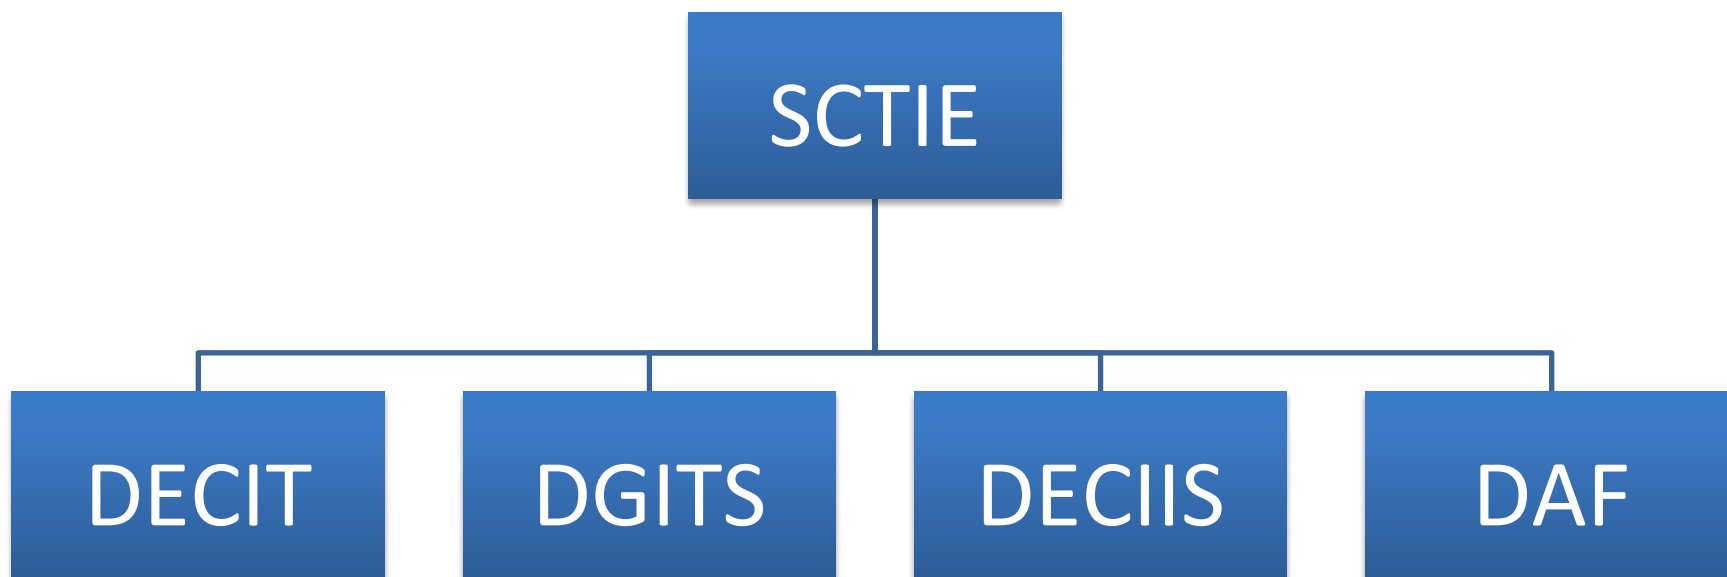 SCTIE
DECIT
DGITS
DECIIS
DAF